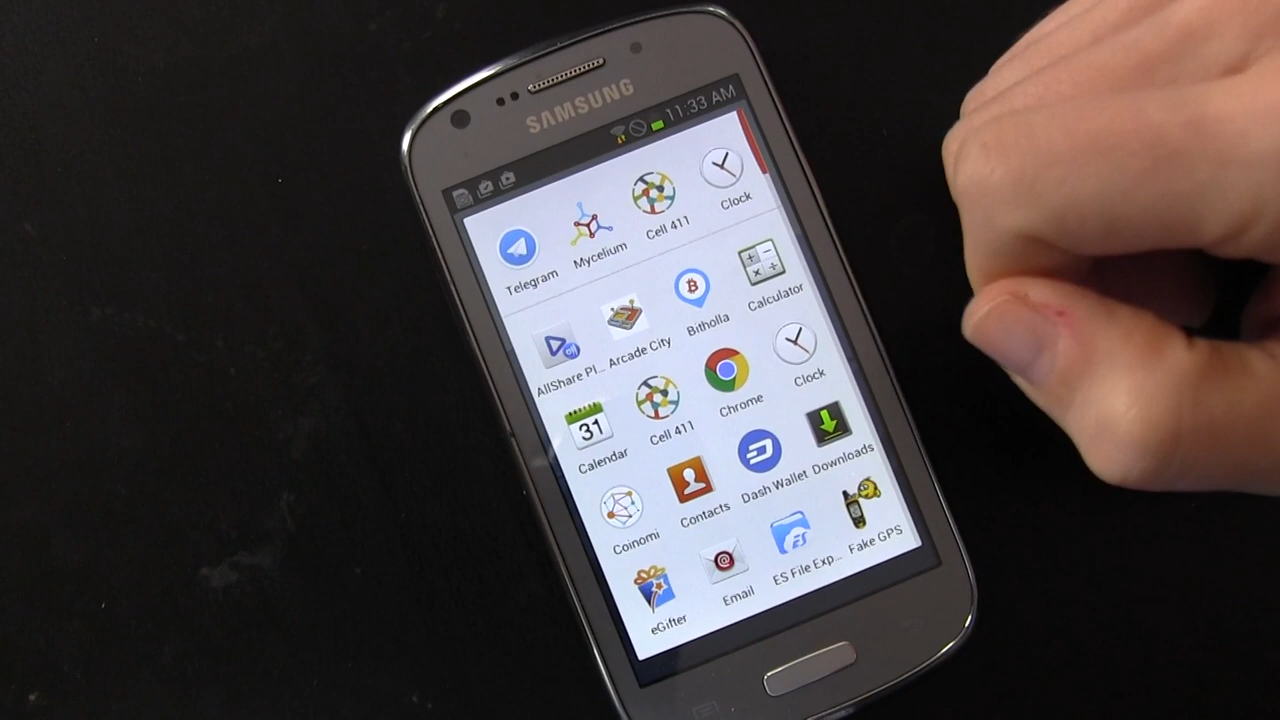 SAMSUNG
11:33 AM
Telegram Mycelium Cell 411 Clock
AllShare Pl... Arcade City Bitholla Calculator
31
Calendar Cell 411 Chrome Clock
Coinomi Contacts Dash Wallet Downloads
ES
eGifter Email ES File Exp... Fake GPS